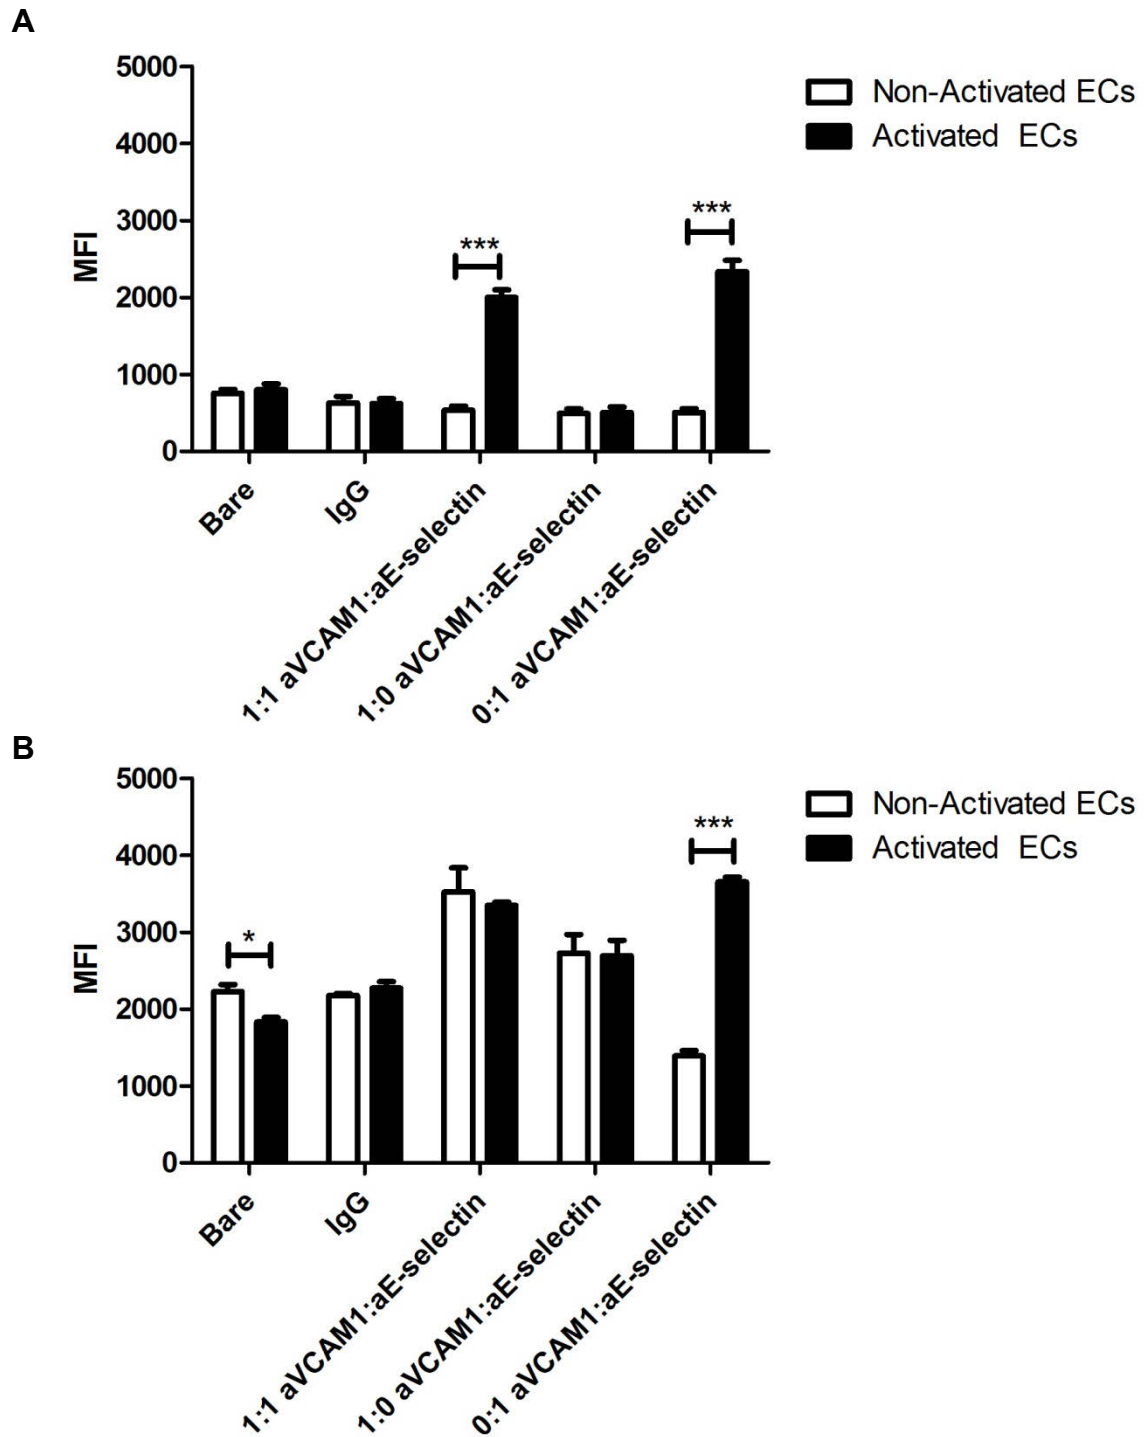 A
5000
4000
3000
2000
1000
0
MFI
***
***
Non-Activated ECs
Activated ECs
Bare
IgG
1:1 aVCAM1:aE-selectin
1:0 aVCAM1:aE-selectin
0:1 aVCAM1:aE-selectin
B
5000
4000
3000
2000
1000
0
MFI
*
***
Non-Activated ECs
Activated ECs
Bare
IgG
1:1 aVCAM1:aE-selectin
1:0 aVCAM1:aE-selectin
0:1 aVCAM1:aE-selectin